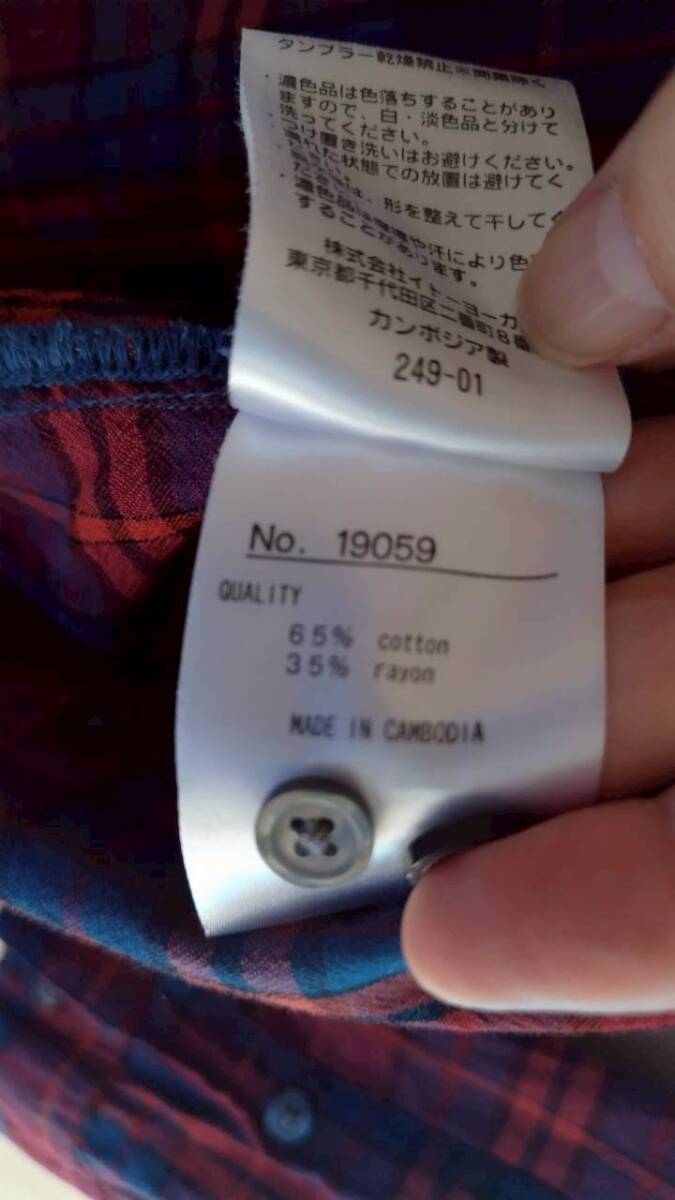 タンブラー乾燥禁止
・濃色品は色落ちすることがあり
ますので、白・淡色品と分けて
洗ってください。
・つけ置き洗いはお避けください。
・ぬれた状態での放置は避けてく
形を整えて干してく
・濃色品は 汗により色
することがあります。
株式会社イトーヨーカ
東京都千代田区二番町8番
カンボジア製
249-01
No. 19059
QUALITY
65% cotton
35% rayon
MADE IN CAMBODIA